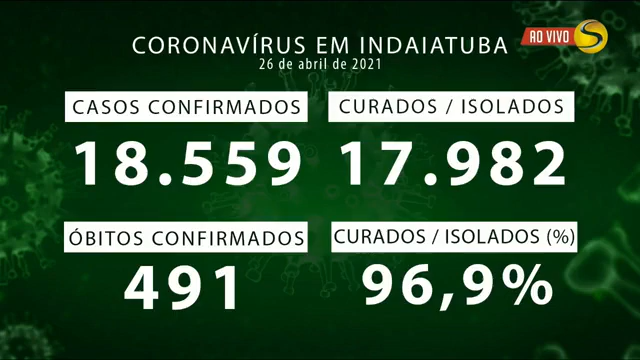 CORONAVÍRUS EM INDAIATUBA
26 de abril de 2021
AO VIVO
S
CASOS CONFIRMADOS
18.559
CURADOS / ISOLADOS
17.982
ÓBITOS CONFIRMADOS
491
CURADOS / ISOLADOS (%)
96,9%